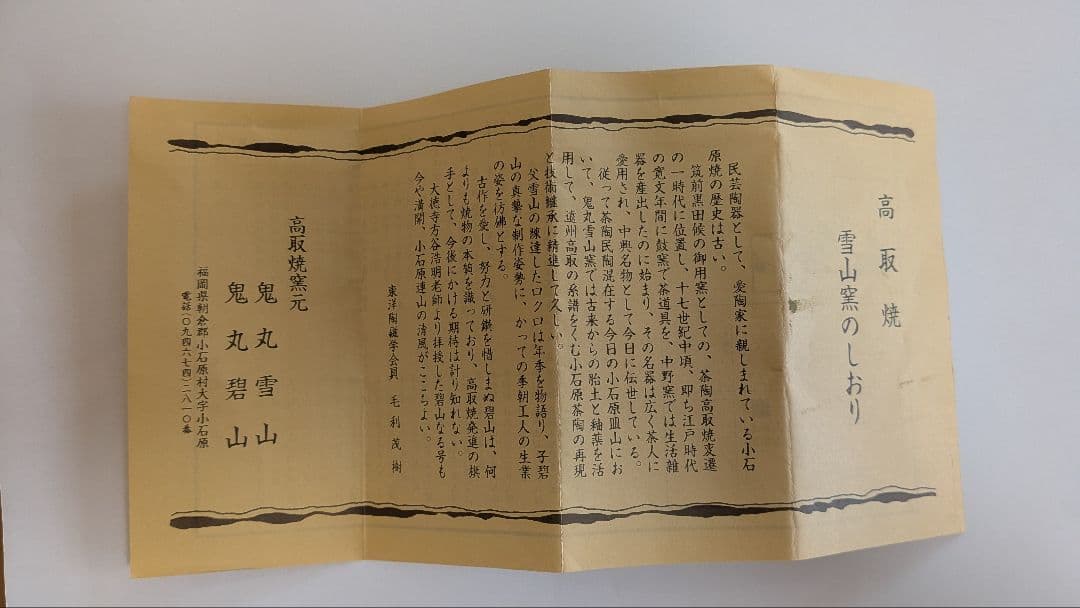 高取焼
雪山窯のしおり
民芸陶器として、愛陶家に親しまれている小石
原焼の歴史は古い。
筑前黒田候の御用窯としての、茶陶高取焼変遷
の一時代に位置し、十七世紀中頃、即ち江戸時代
の寛文年間に鼓窯で茶道具を、中野窯では生活雑
器を産出したのに始まり、その名器は広く茶人に
愛用され、中興名物として今日に伝世している。
従って茶陶民陶混在する今日の小石原皿山にお
いて、鬼丸雪山窯では古来からの胎土と釉薬を活
用して、遠州高取の系譜をくむ小石原茶陶の再現
と技術継承に精進して久しい。
父雪山の練達したロクロは年季を物語り、子碧
山の真摯な制作姿勢に、かっての李朝工人の生業
の姿を彷彿とする。
古作を愛し、努力と研鑚を惜しまぬ碧山は、何
よりも焼物の本質を識っており、高取焼発進の旗
手として、今後にかける期待は計り知れない。
大徳寺方谷浩明老師より拝授した碧山なる号も
今や満開、小石原連山の清風がここちよい。
東洋陶磁学会員 毛利茂樹
高取焼窯元
鬼丸雪山
鬼丸碧山
福岡県朝倉郡小石原村大字小石原
電話〇九四六七四ー二八一〇番